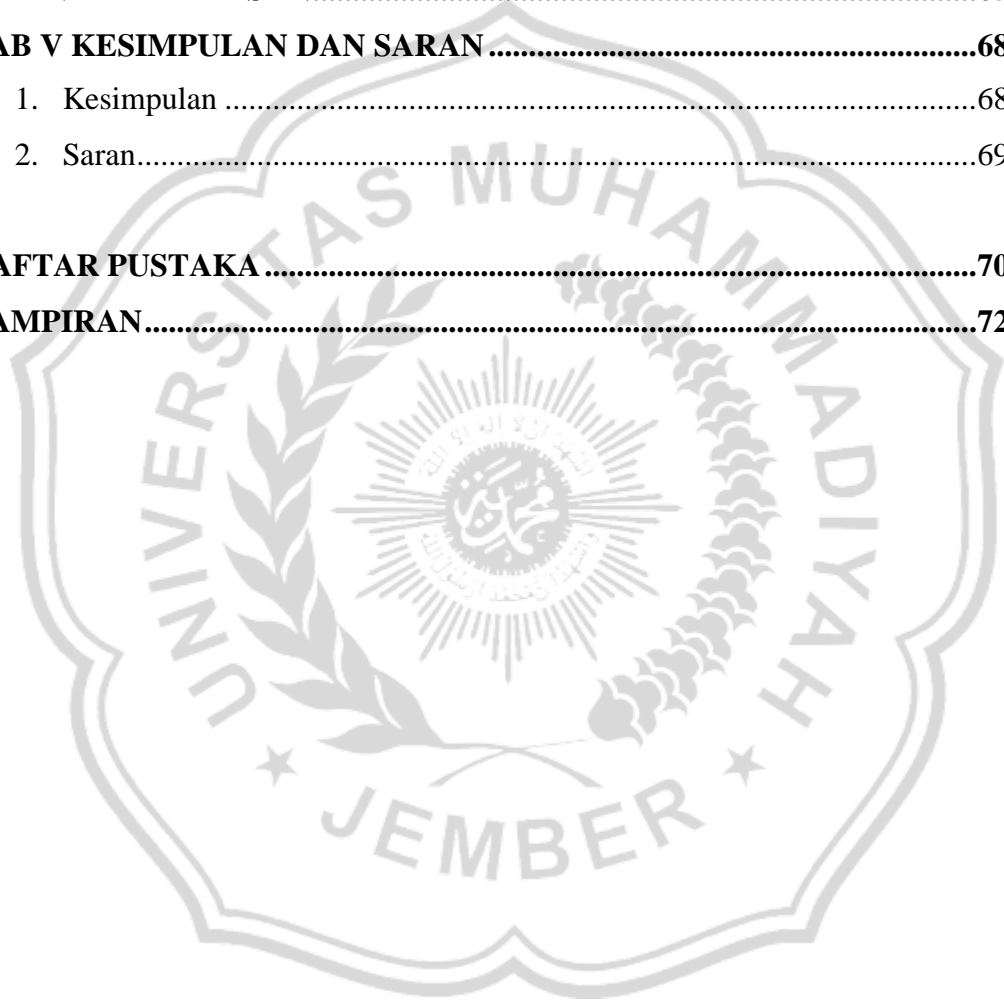 AB V KESIMPULAN DAN SARAN ............................................................68
1. Kesimpulan ............................................................................................68
2. Saran.......................................................................................................69
AFTAR PUSTAKA ........................................................................................70
AMPIRAN.......................................................................................................72
UNIVERSITAS MUHAMMADIYAH
JEMBER